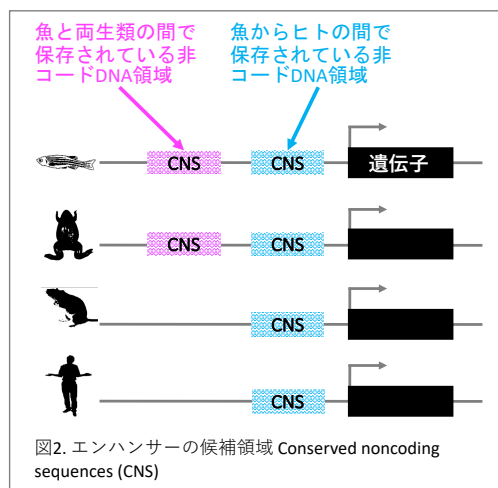 魚と両生類の間で
保存されている非
コードDNA領域
魚からヒトの間で
保存されている非
コードDNA領域
CNS CNS 遺伝子
CNS CNS
CNS
CNS
図2. エンハンサーの候補領域 Conserved noncoding
sequences (CNS)